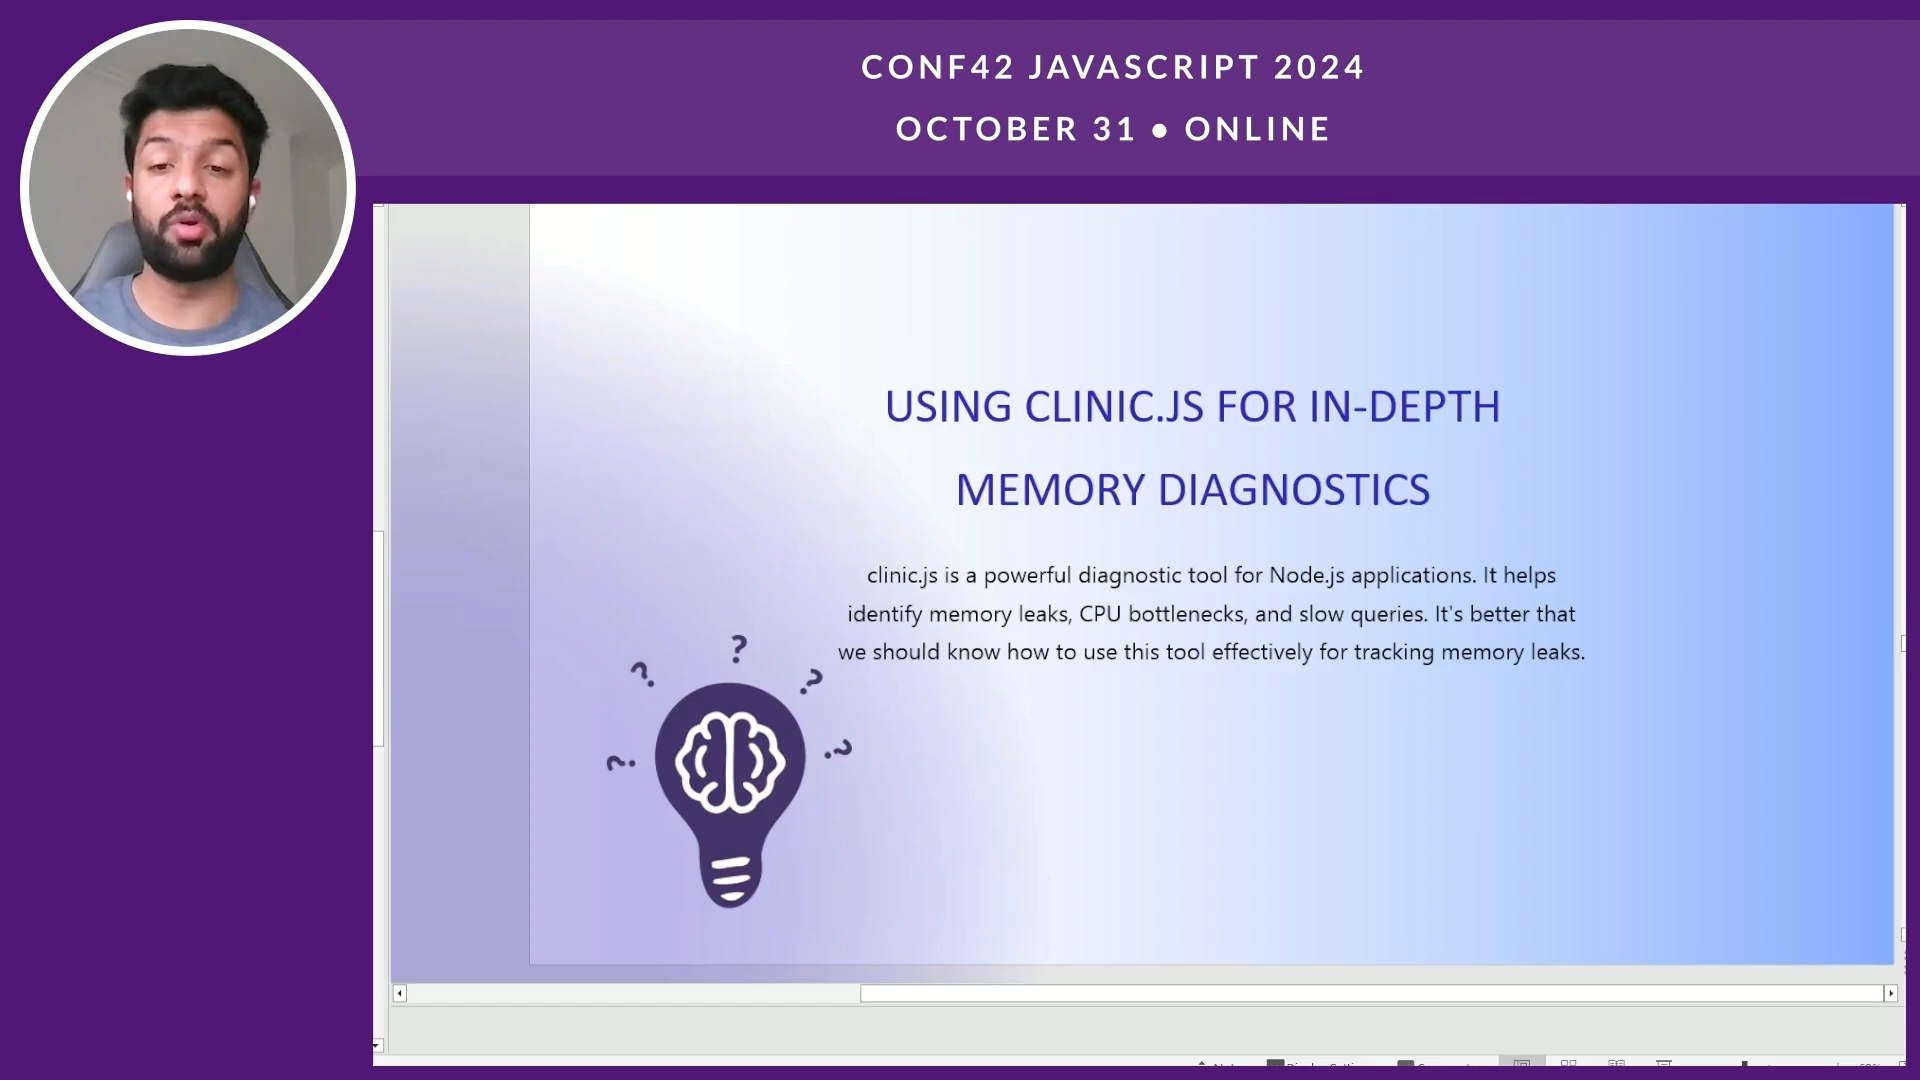 CONF42 JAVASCRIPT 2024
OCTOBER 31 ● ONLINE
USING CLINIC.JS FOR IN-DEPTH
MEMORY DIAGNOSTICS
clinic.js is a powerful diagnostic tool for Node.js applications. It helps
identify memory leaks, CPU bottlenecks, and slow queries. It's better that
we should know how to use this tool effectively for tracking memory leaks.
? ? ? ? ?